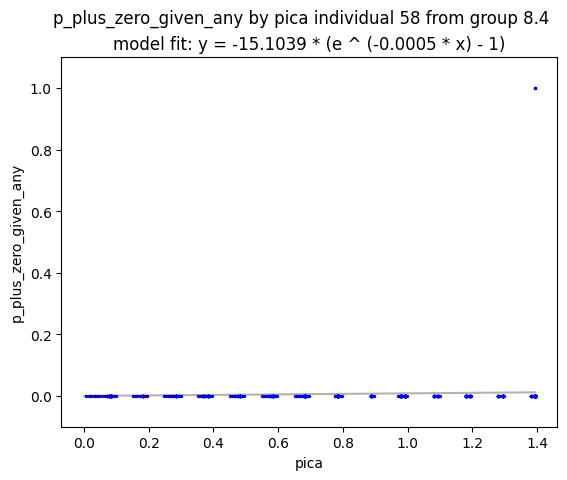 p_plus_zero_given_any by pica individual 58 from group 8.4
model fit: y = -15.1039 * (e ^ (-0.0005 * x) - 1)
1.0
0.8
0.6
0.4
0.2
0.0
p_plus_zero_given_any
0.0 0.2 0.4 0.6 0.8 1.0 1.2 1.4
pica